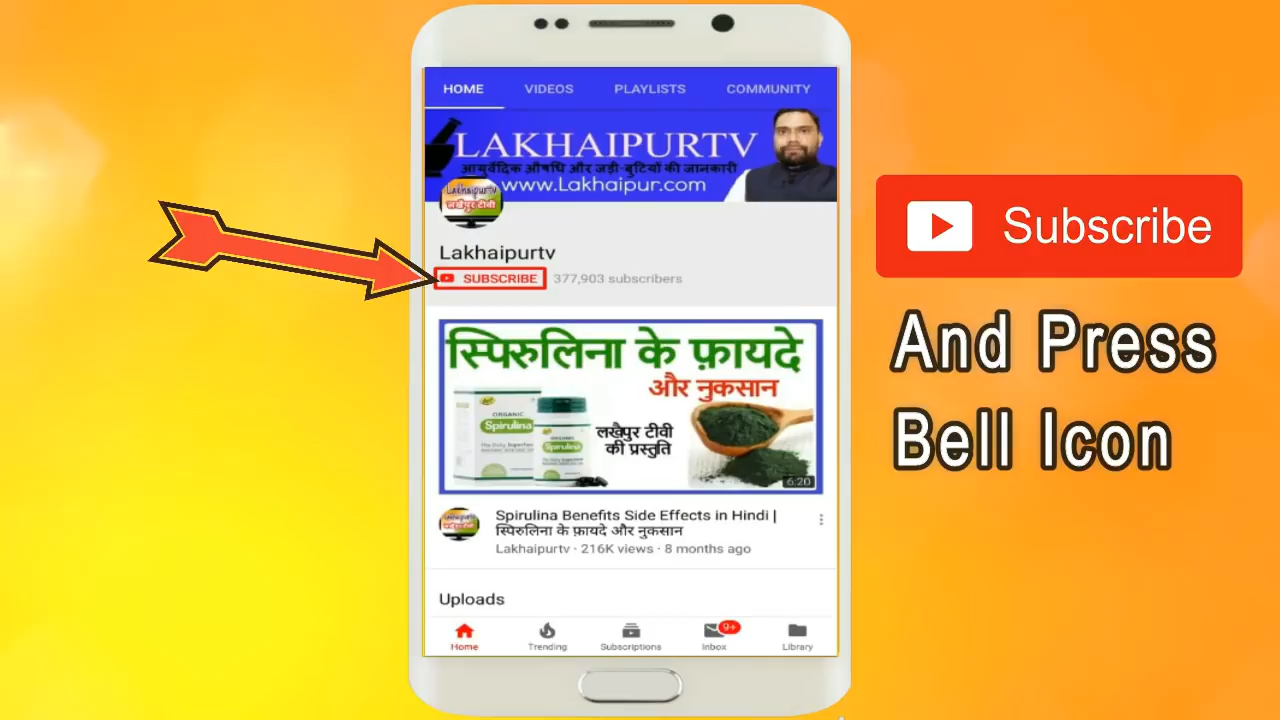 HOME VIDEOS PLAYLISTS COMMUNITY
LAKHAIPURTV
आयुर्वेदिक औषधि और जड़ी-बुटियों की जानकारी
www.Lakhaipur.com
Lakhaipurtv
लखैपुर टीवी
Lakhaipurtv
SUBSCRIBE 377,903 subscribers
स्पिरुलिना के फ़ायदे
और नुकसान
ORGANIC
Spirulina
ORGANIC
Spirulina
लखैपुर टीवी
की प्रस्तुति
6:20
Spirulina Benefits Side Effects in Hindi |
स्पिरुलिना के फ़ायदे और नुकसान
Lakhaipurtv · 216K views · 8 months ago
Uploads
9+
Home Trending Subscriptions Inbox Library
Subscribe
And Press
Bell Icon